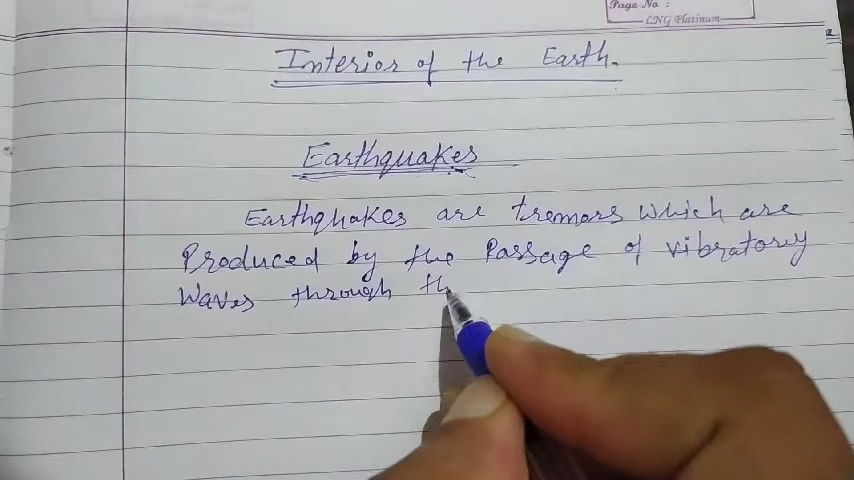 Page No :
LNG Platinum
Interior of the Earth.
Earthquakes
Earthquakes are tremors which are
Produced by the Passage of vibratory
Waves through th